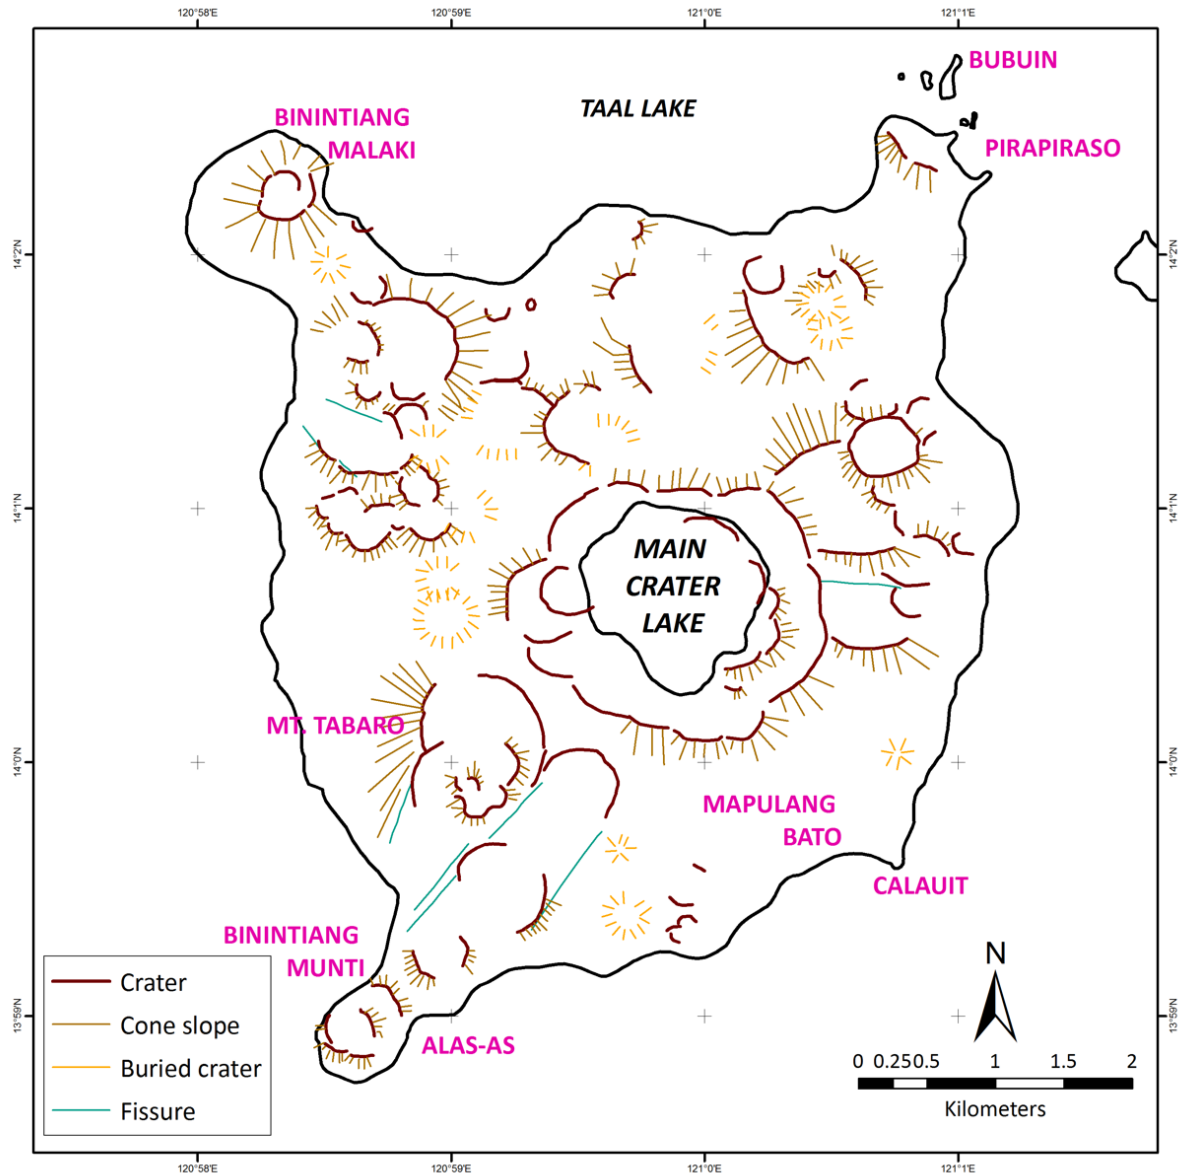 120°58'E
120°59'E
121°0'E
121°1'E
BUBUIN
TAAL LAKE
BININTIANG
MALAKI
PIRAPIRASO
14°2'N
14°2'N
14°1'N
14°1'N
MAIN
CRATER
LAKE
MT. TABARO
14°0'N
14°0'N
MAPULANG
BATO
CALAUIT
BININTIANG
MUNTI
N
Crater
Cone slope
Buried crater
Fissure
13°59'N
13°59'N
ALAS-AS
0 0.25 0.5 1 1.5 2
Kilometers
120°58'E
120°59'E
121°0'E
121°1'E